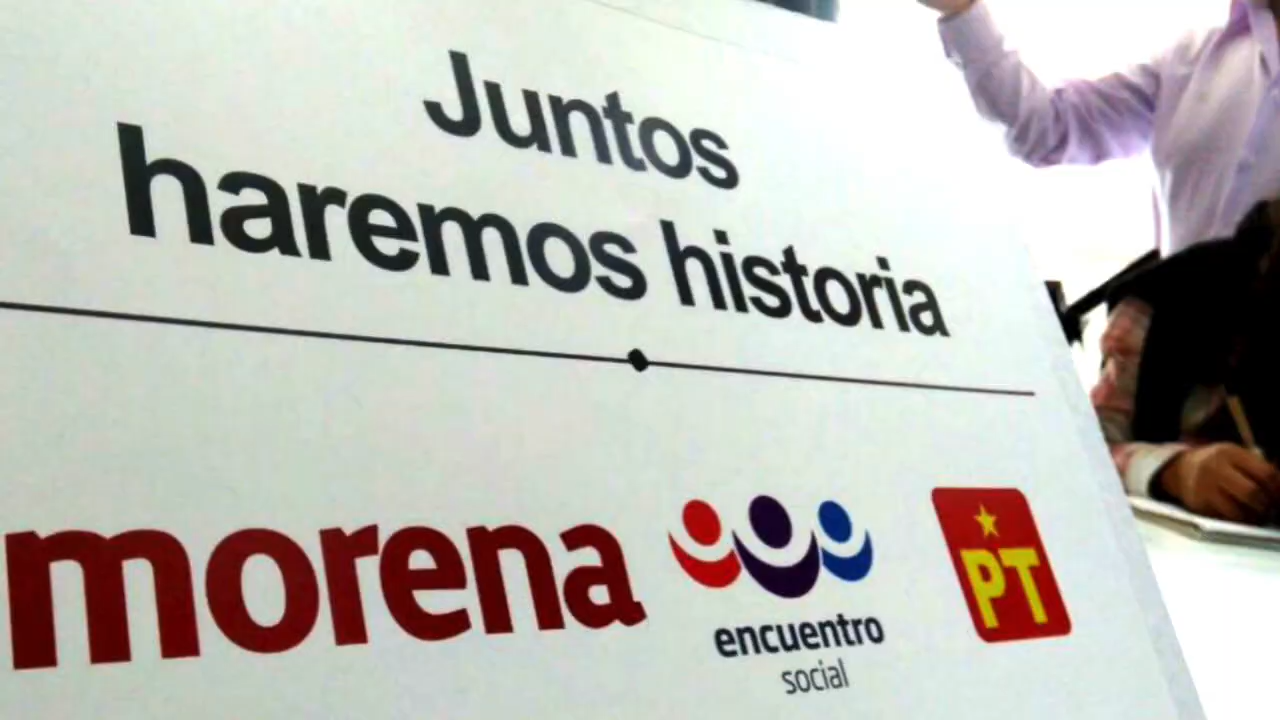 Juntos
haremos historia
morena
encuentro
social
PT